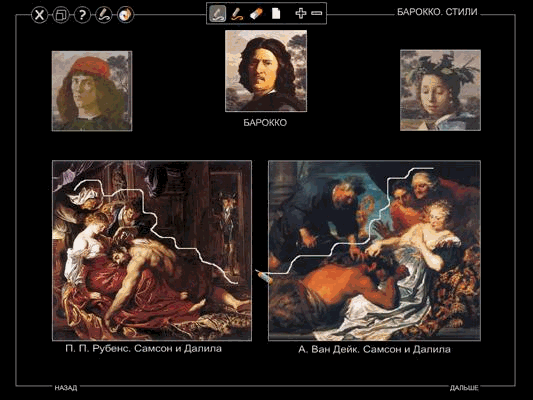 БАРОККО. СТИЛИ
БАРОККО
П. П. Рубенс. Самсон и Далила
А. Ван Дейк. Самсон и Далила
НАЗАД
ДАЛЬШЕ